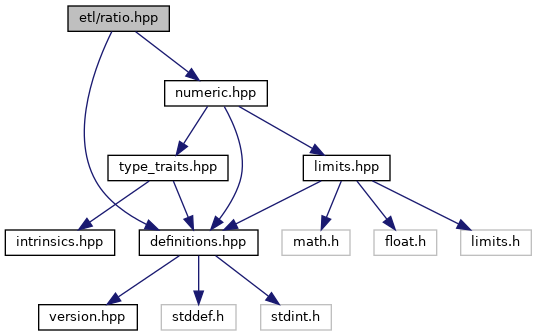 etl/ratio.hpp
numeric.hpp
type_traits.hpp
limits.hpp
intrinsics.hpp
definitions.hpp
math.h
float.h
limits.h
version.hpp
stddef.h
stdint.h